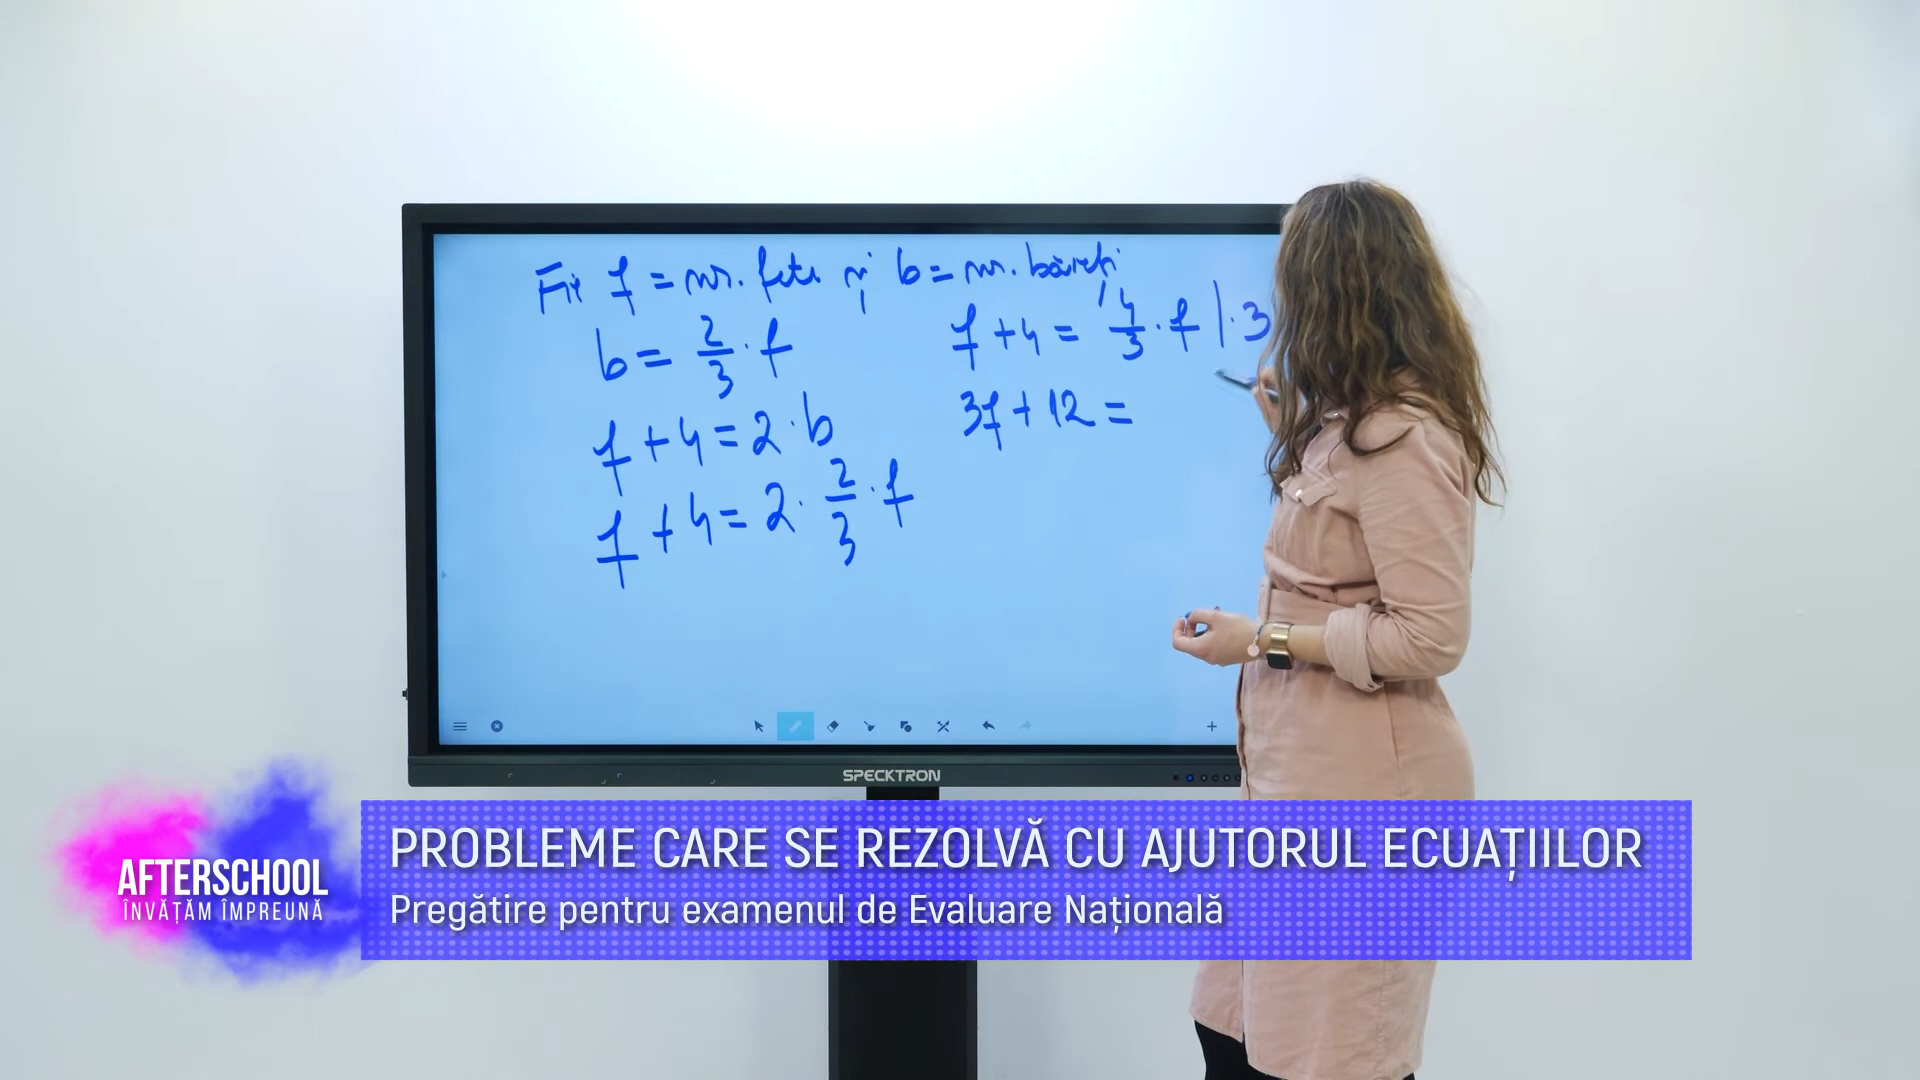 Fie f = nr. fete și b = nr. băieți
b = 2/3 · f
f + 4 = 2 · b
f + 4 = 2 · 2/3 · f
f + 4 = 4/3 · f | · 3
3f + 12 =
SPECKTRON
AFTERSCHOOL
ÎNVĂȚĂM ÎMPREUNĂ
PROBLEME CARE SE REZOLVĂ CU AJUTORUL ECUAȚIILOR
Pregătire pentru examenul de Evaluare Națională